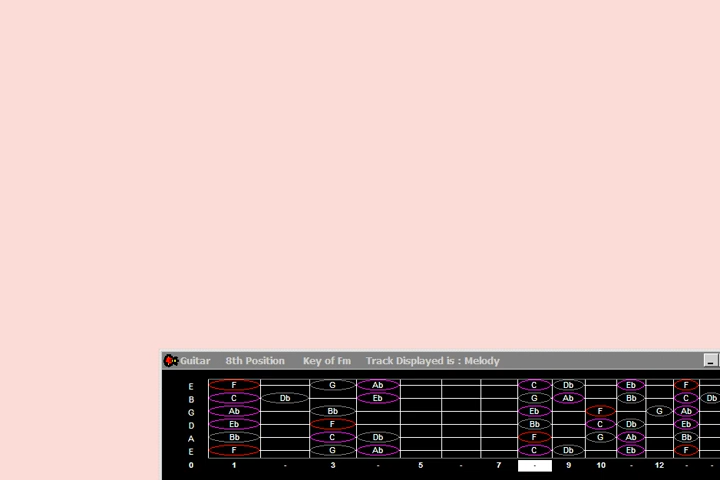 Guitar 8th Position Key of Fm Track Displayed is : Melody
E F G Ab C Db Eb F
B C Db Eb G Ab Bb C Db
G Ab Bb Eb F G Ab
D Eb F Bb C Db Eb
A Bb C Db F G Ab Bb
E F G Ab C Db Eb F
0 1 - 3 - 5 - 7 - 9 10 - 12 - -